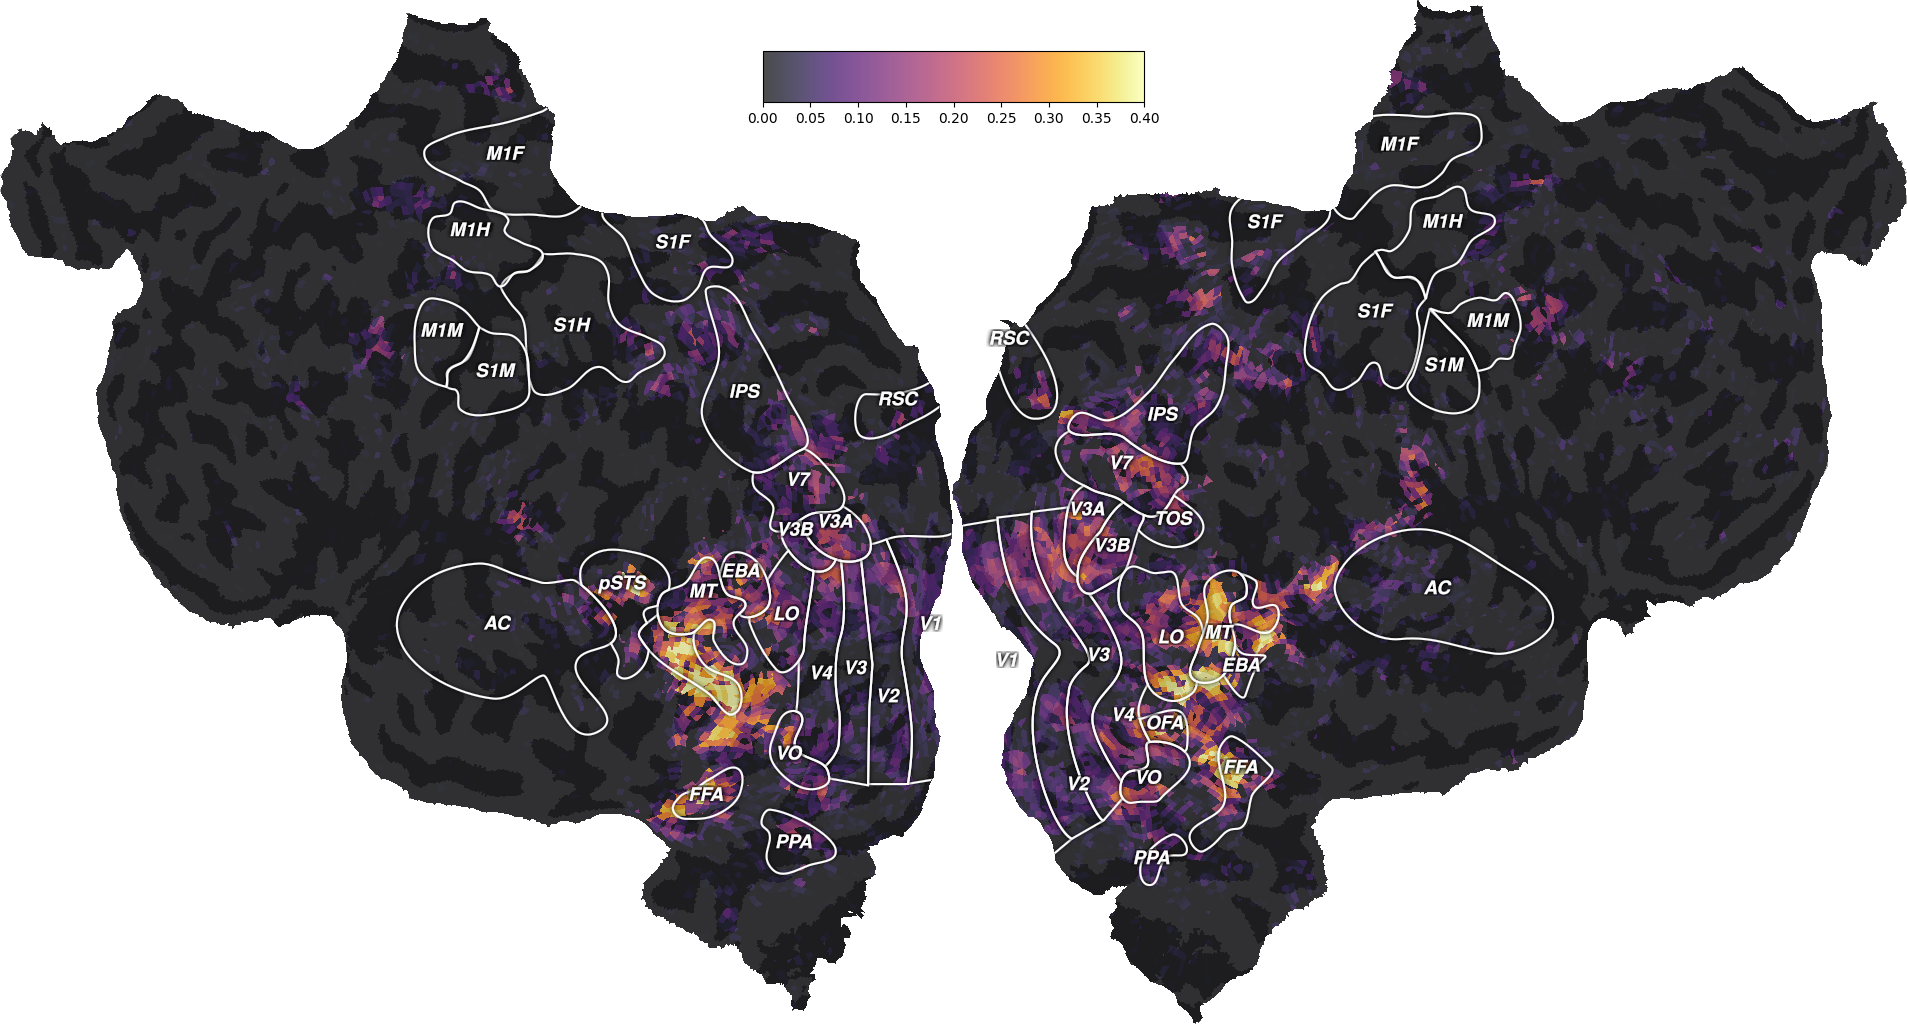 0.00 0.05 0.10 0.15 0.20 0.25 0.30 0.35 0.40
M1F
M1H
S1F
M1M
S1H
S1M
IPS
RSC
V7
V3B
V3A
pSTS
MT
EBA
LO
AC
V1
V4
V3
V2
VO
FFA
PPA
M1F
S1F
M1H
RSC
S1F
M1M
S1M
IPS
V7
V3A
TOS
V3B
AC
LO
MT
V1
V3
EBA
V4
OFA
VO
FFA
V2
PPA